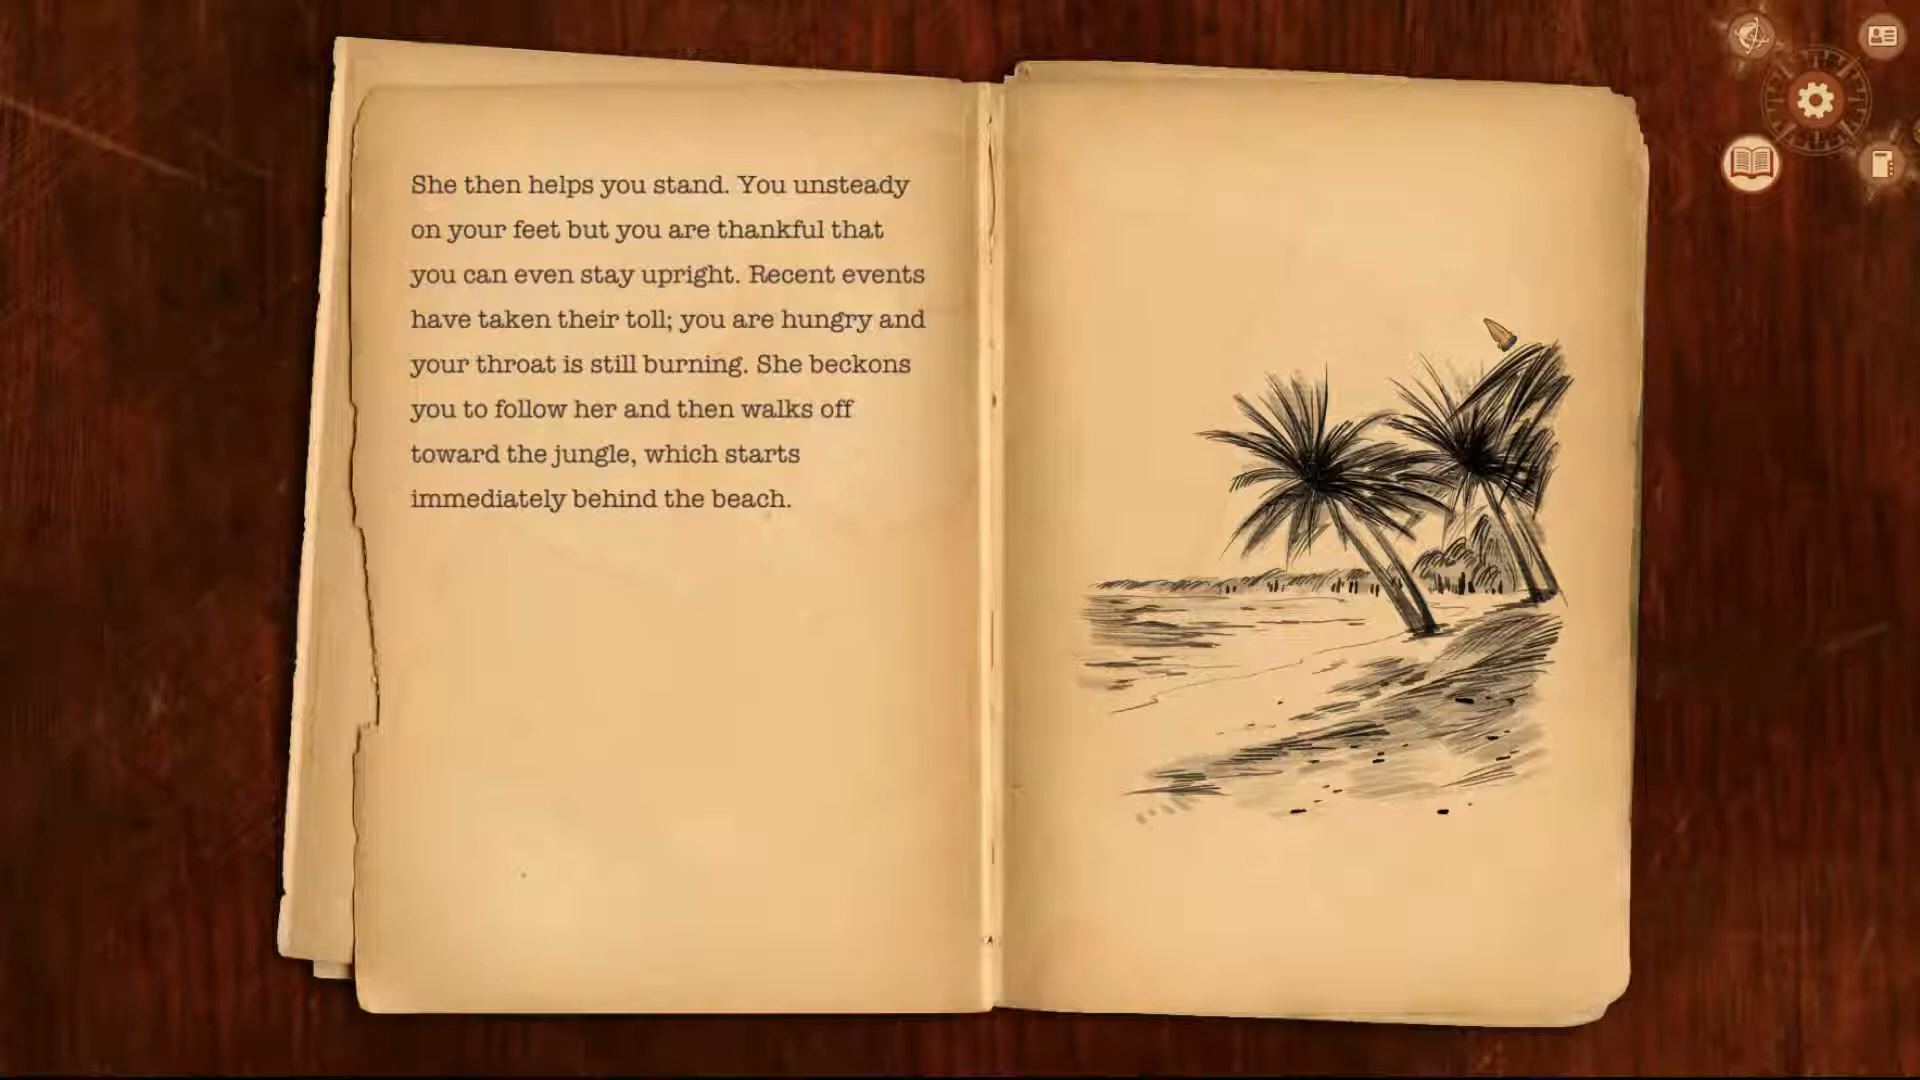 She then helps you stand. You unsteady
on your feet but you are thankful that
you can even stay upright. Recent events
have taken their toll; you are hungry and
your throat is still burning. She beckons
you to follow her and then walks off
toward the jungle, which starts
immediately behind the beach.